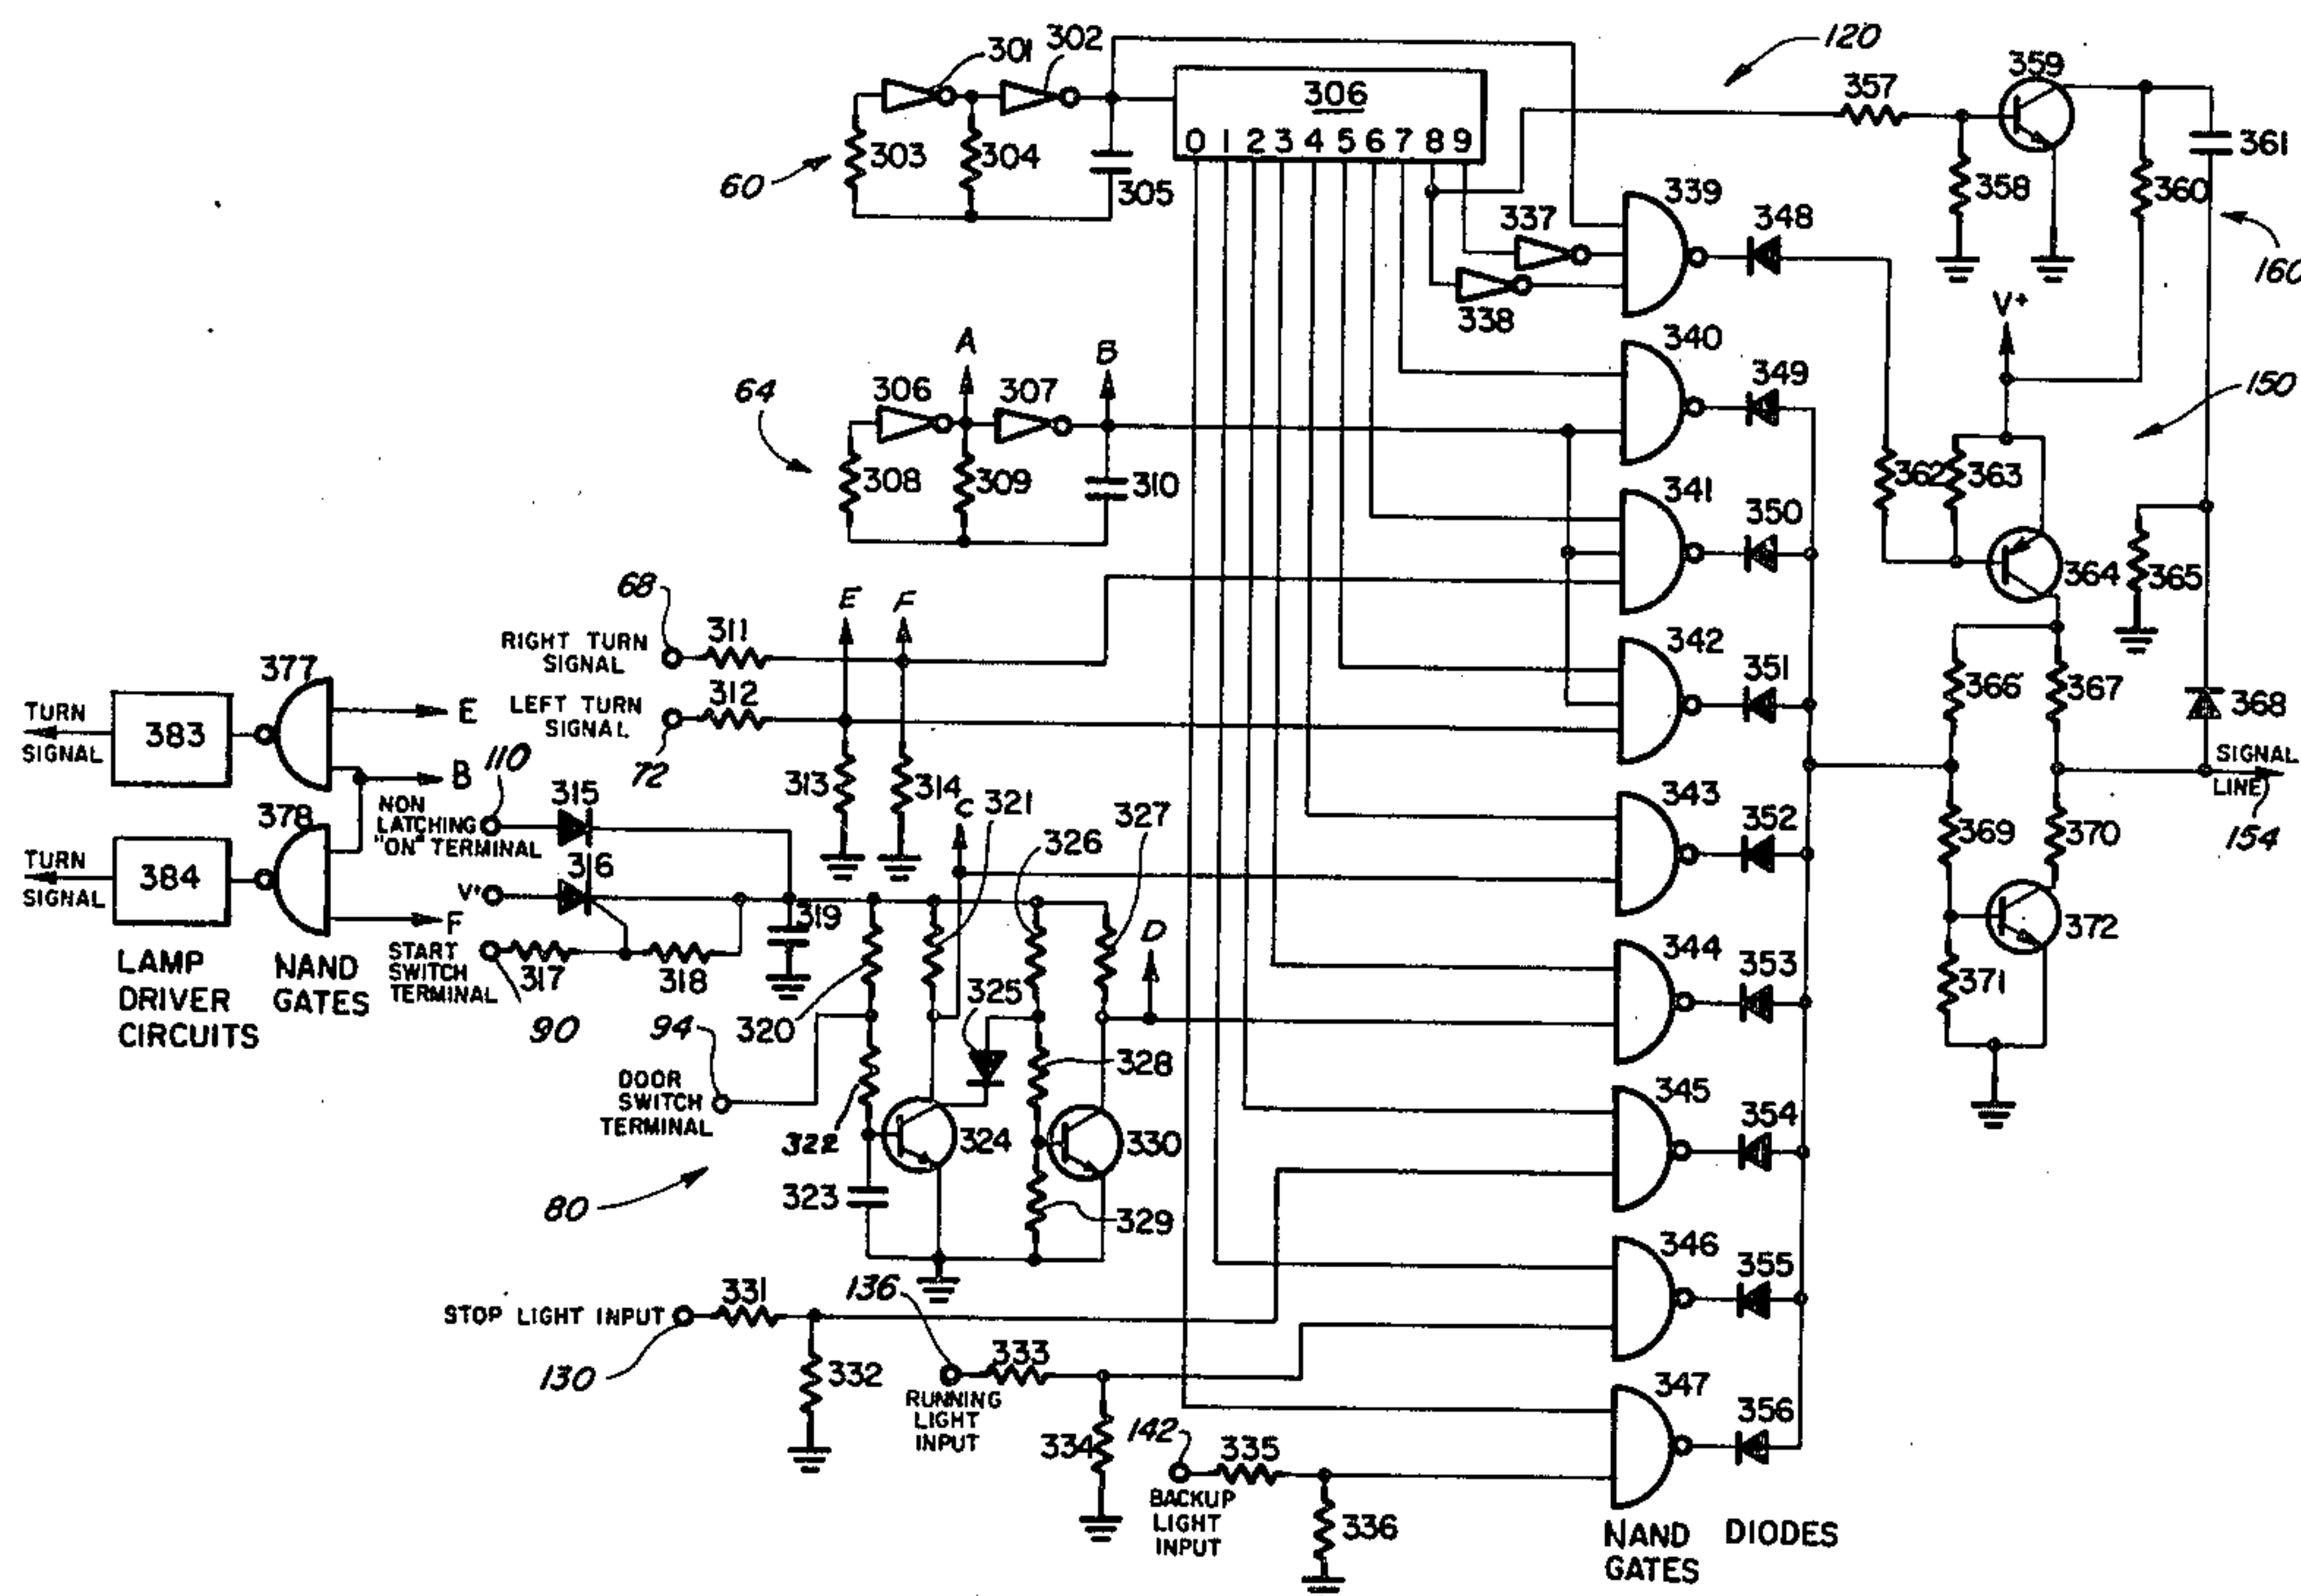 301
302
306
0 1 2 3 4 5 6 7 8 9
120
357
359
361
303
304
305
60
339
348
337
338
358
360
160
V+
A
B
306
307
64
308
309
310
340
349
150
341
350
362
363
364
365
68
RIGHT TURN
SIGNAL
311
E
F
342
351
366
367
368
LEFT TURN
SIGNAL
312
72
313
314
377
E
B
TURN
SIGNAL
383
110
NON
LATCHING
"ON" TERMINAL
315
C
321
326
327
343
352
369
370
SIGNAL
LINE
154
378
TURN
SIGNAL
384
F
V+
316
START
SWITCH
TERMINAL
317
318
319
90
LAMP
DRIVER
CIRCUITS
NAND
GATES
320
94
325
D
344
353
371
372
DOOR
SWITCH
TERMINAL
322
324
328
330
323
329
80
345
354
346
355
STOP LIGHT INPUT
331
130
332
136
333
RUNNING
LIGHT
INPUT
334
142
335
BACKUP
LIGHT
INPUT
336
347
356
NAND
GATES
DIODES